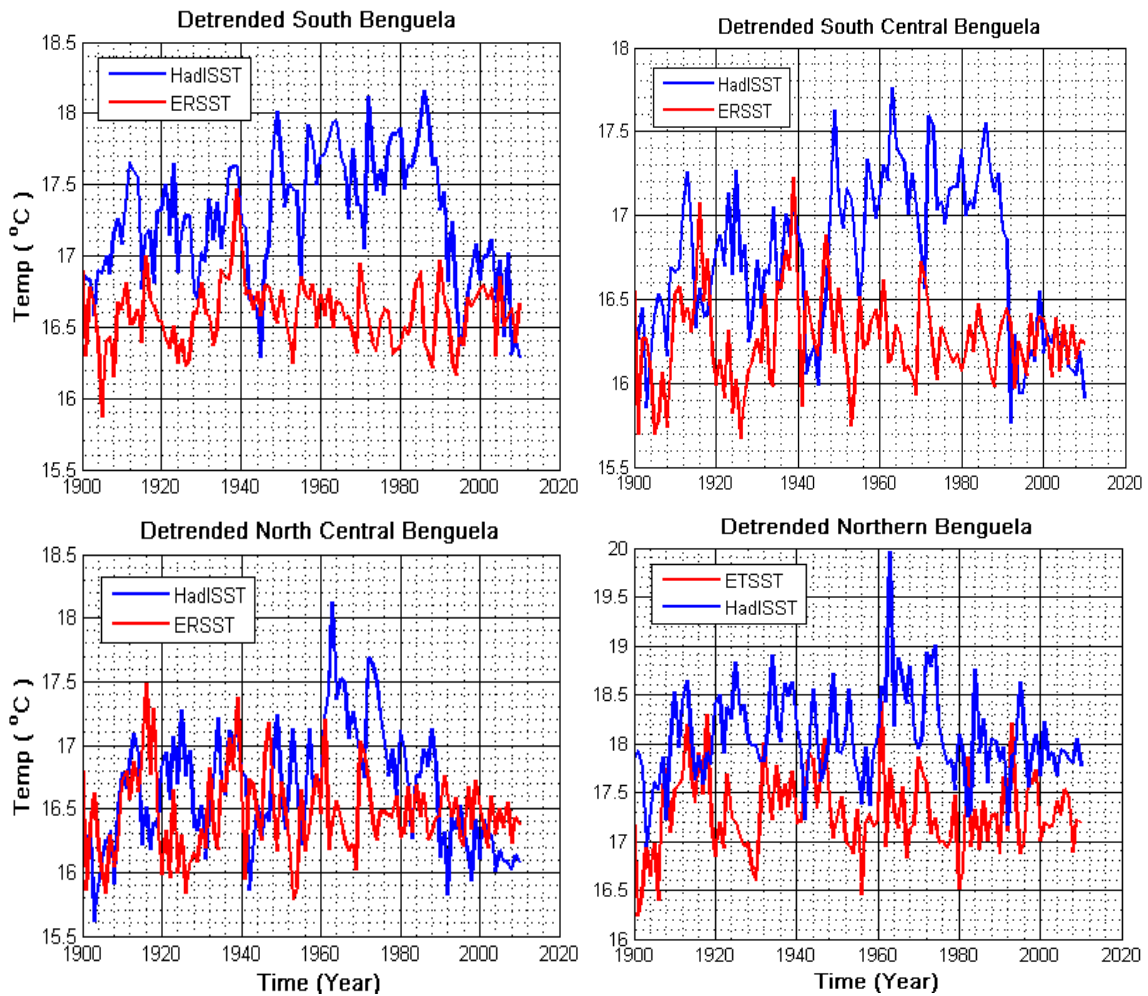 Detrended South Benguela
18.5
18
17.5
17
16.5
16
15.5
Temp ( °C)
HadISST
ERSST
1900 1920 1940 1960 1980 2000 2020
Detrended South Central Benguela
18
17.5
17
16.5
16
15.5
HadISST
ERSST
1900 1920 1940 1960 1980 2000 2020
Detrended North Central Benguela
18.5
18
17.5
17
16.5
16
15.5
Temp ( °C)
HadISST
ERSST
1900 1920 1940 1960 1980 2000 2020
Time (Year)
Detrended Northern Benguela
20
19.5
19
18.5
18
17.5
17
16.5
16
ETSST
HadISST
1900 1920 1940 1960 1980 2000 2020
Time (Year)